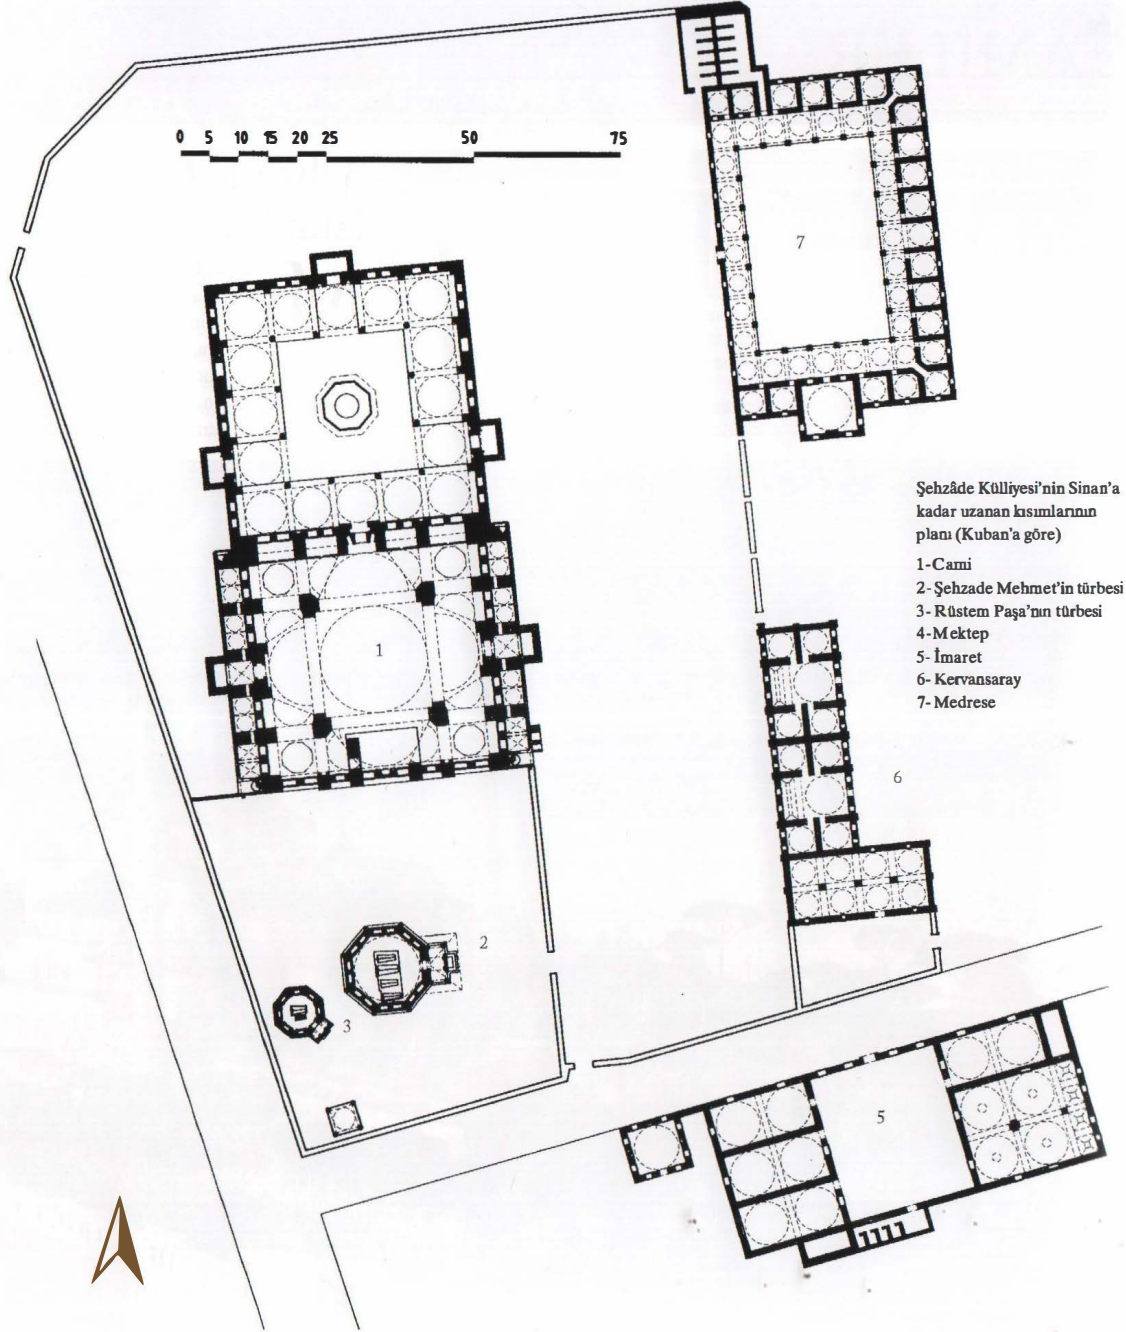 0 5 10 15 20 25 50 75
7
Şehzâde Külliyesi'nin Sinan'a
kadar uzanan kısımlarının
planı (Kuban'a göre)
1- Cami
2- Şehzade Mehmet'in türbesi
3- Rüstem Paşa'nın türbesi
4- Mektep
5- İmaret
6- Kervansaray
7- Medrese
1
6
2
3
5